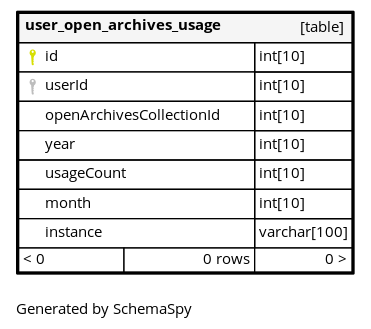 user_open_archives_usage [table]
id int[10]
userId int[10]
openArchivesCollectionId int[10]
year int[10]
usageCount int[10]
month int[10]
instance varchar[100]
< 0 0 rows 0 >
Generated by SchemaSpy